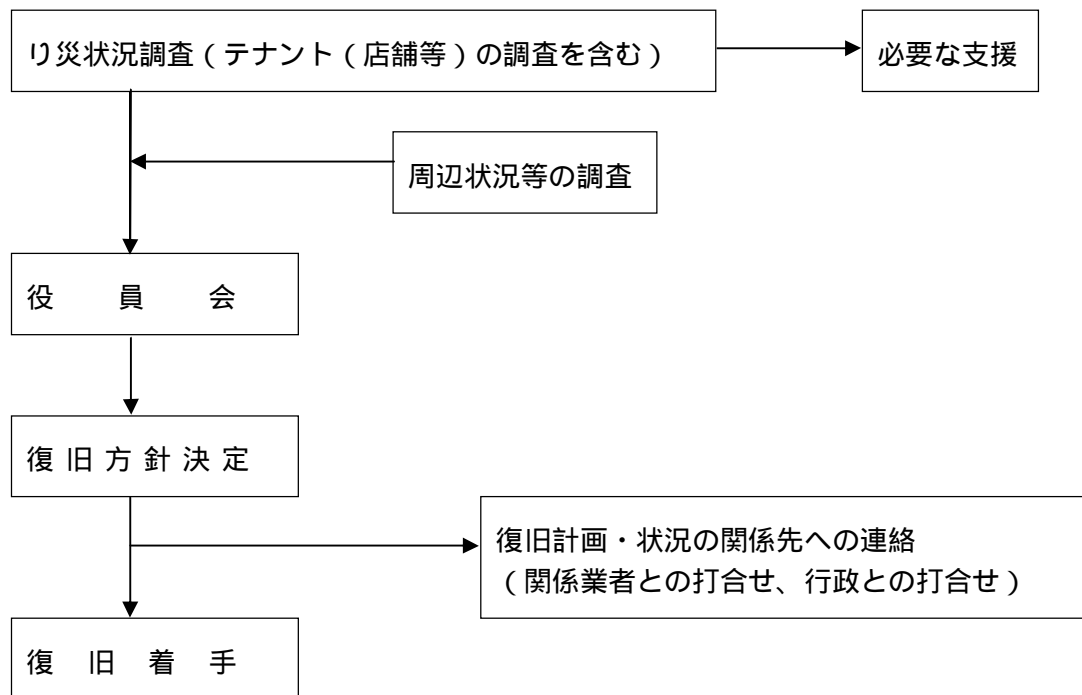 り災状況調査（テナント（店舗等）の調査を含む）
必要な支援
周辺状況等の調査
役　員　会
復 旧 方 針 決 定
復旧計画・状況の関係先への連絡
（関係業者との打合せ、行政との打合せ）
復　旧　着　手